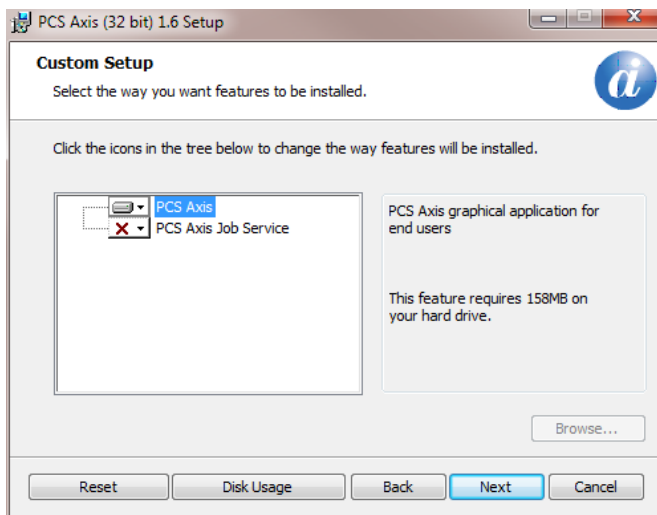 PCS Axis (32 bit) 1.6 Setup
Custom Setup
Select the way you want features to be installed.
a
Click the icons in the tree below to change the way features will be installed.
PCS Axis
PCS Axis Job Service
PCS Axis graphical application for
end users
This feature requires 158MB on
your hard drive.
Browse...
Reset
Disk Usage
Back
Next
Cancel